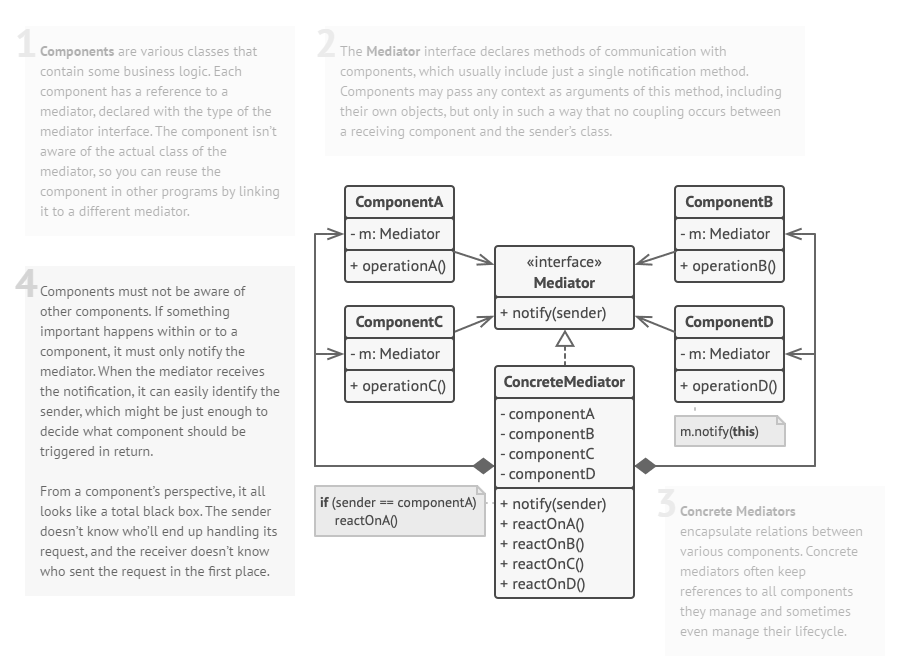 1
Components are various classes that
contain some business logic. Each
component has a reference to a
mediator, declared with the type of the
mediator interface. The component isn't
aware of the actual class of the
mediator, so you can reuse the
component in other programs by linking
it to a different mediator.
2
The Mediator interface declares methods of communication with
components, which usually include just a single notification method.
Components may pass any context as arguments of this method, including
their own objects, but only in such a way that no coupling occurs between
a receiving component and the sender's class.
ComponentA
- m: Mediator
+ operationA()
ComponentB
- m: Mediator
+ operationB()
«interface»
Mediator
+ notify(sender)
ComponentC
- m: Mediator
+ operationC()
ComponentD
- m: Mediator
+ operationD()
m.notify(this)
ConcreteMediator
- componentA
- componentB
- componentC
- componentD
+ notify(sender)
+ reactOnA()
+ reactOnB()
+ reactOnC()
+ reactOnD()
if (sender == componentA)
reactOnA()
4
Components must not be aware of
other components. If something
important happens within or to a
component, it must only notify the
mediator. When the mediator receives
the notification, it can easily identify the
sender, which might be just enough to
decide what component should be
triggered in return.
From a component's perspective, it all
looks like a total black box. The sender
doesn't know who'll end up handling its
request, and the receiver doesn't know
who sent the request in the first place.
3
Concrete Mediators
encapsulate relations between
various components. Concrete
mediators often keep
references to all components
they manage and sometimes
even manage their lifecycle.